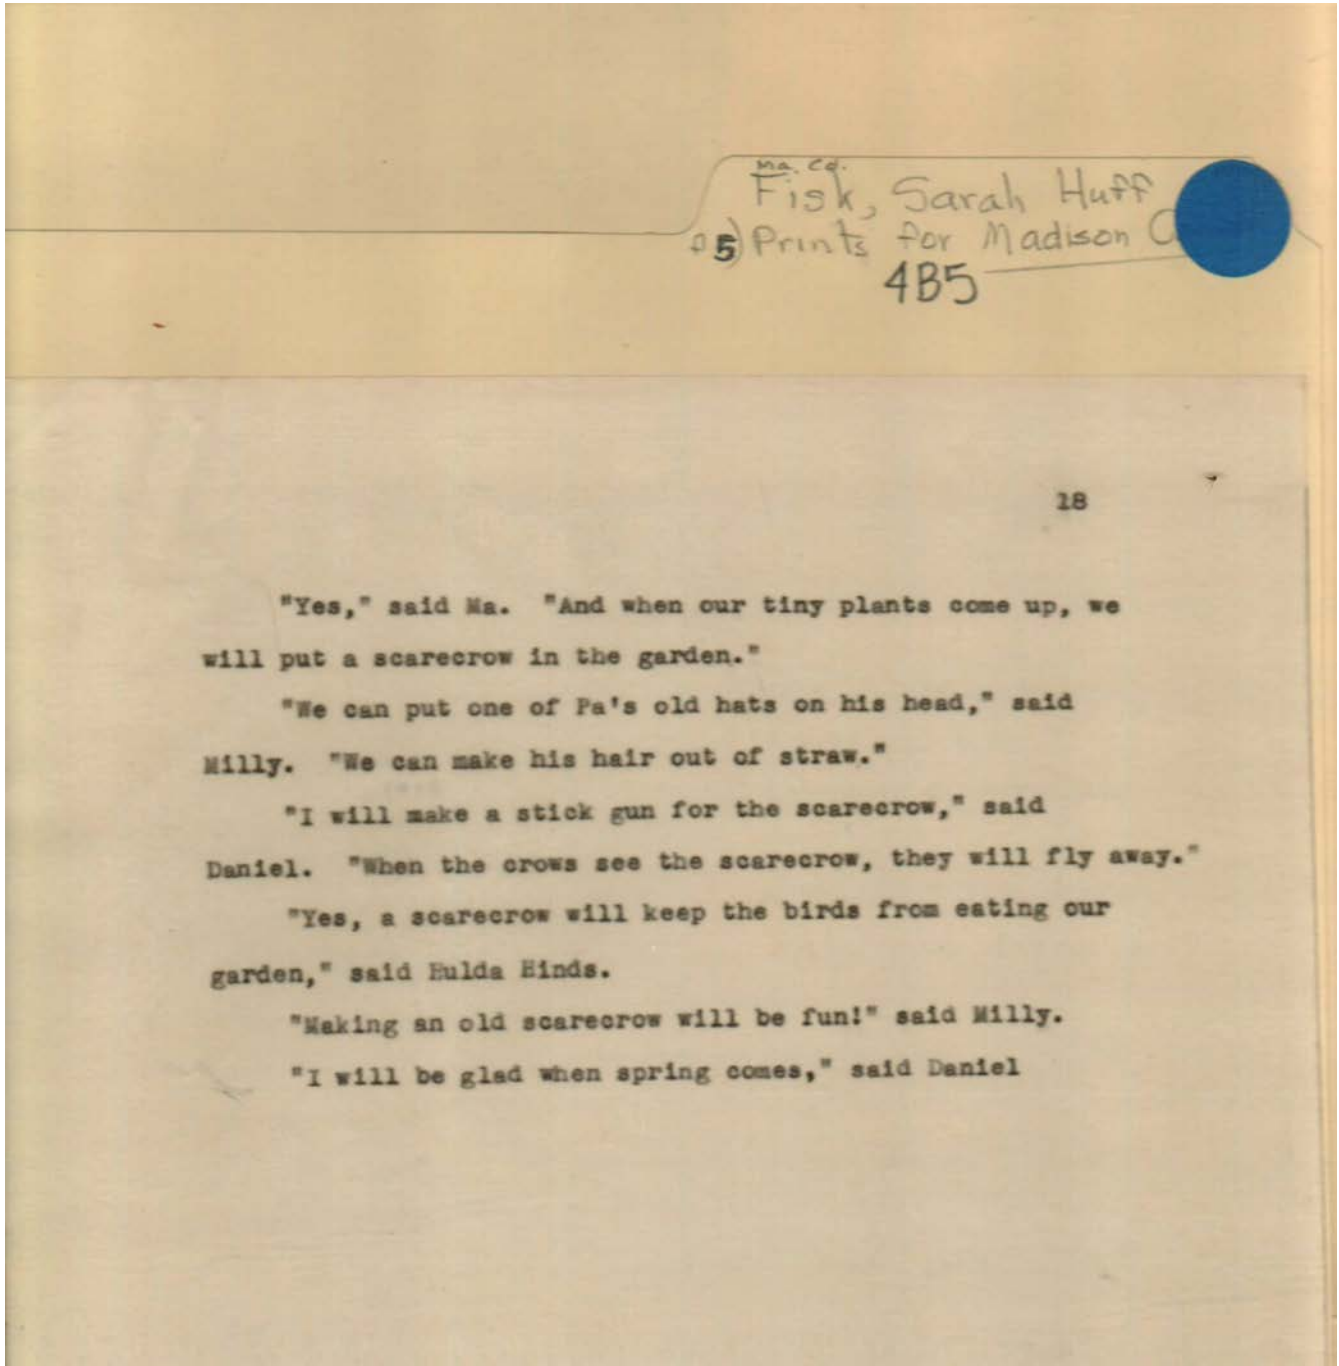 Ma. Co.
Fisk, Sarah Huff
5) Prints for Madison
4B5
18
"Yes," said Ma.  "And when our tiny plants come up, we
will put a scarecrow in the garden."
"We can put one of Pa's old hats on his head," said
Milly.  "We can make his hair out of straw."
"I will make a stick gun for the scarecrow," said
Daniel.  "When the crows see the scarecrow, they will fly away."
"Yes, a scarecrow will keep the birds from eating our
garden," said Hulda Hinds.
"Making an old scarecrow will be fun!" said Milly.
"I will be glad when spring comes," said Daniel